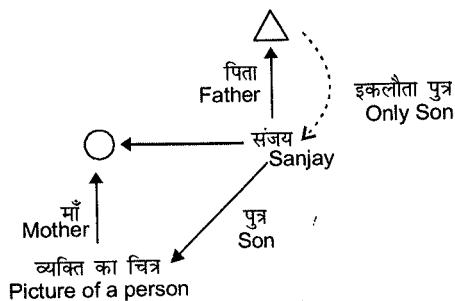 पिता
Father
इकलौता पुत्र
Only Son
संजय
Sanjay
माँ
Mother
पुत्र
Son
व्यक्ति का चित्र
Picture of a person